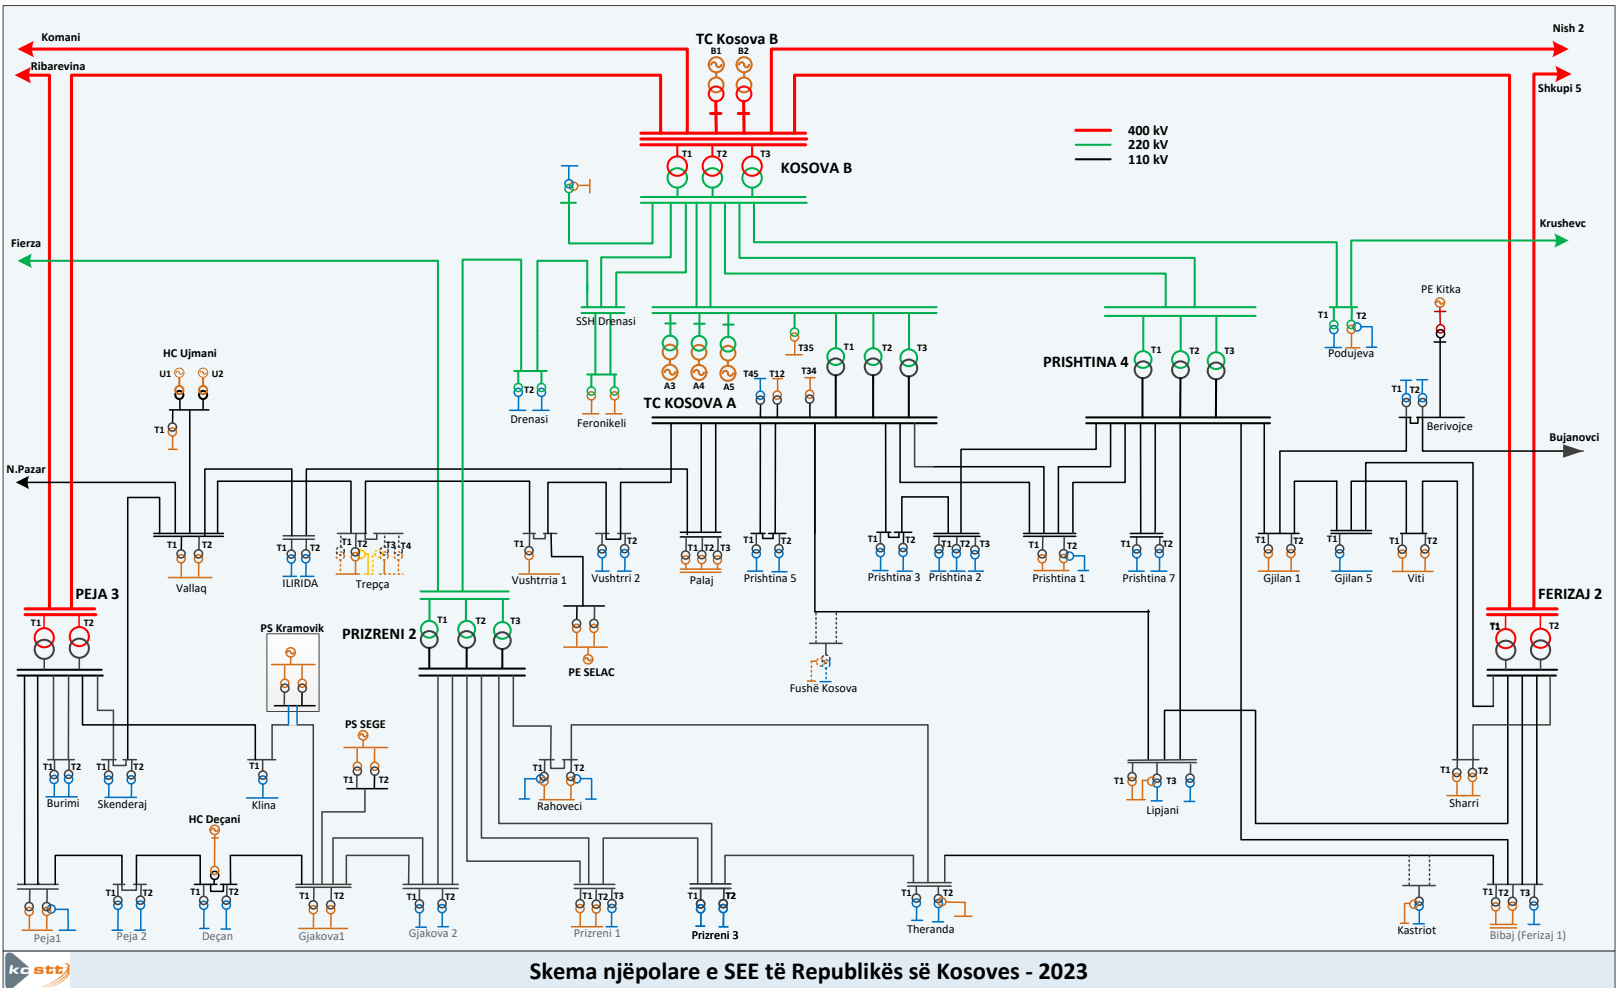 Komani
Ribarevina
TC Kosova B
B1 B2
Nish 2
Shkupi 5
400 kV
220 kV
110 kV
T1 T2 T3
KOSOVA B
Fierza
Krushevc
SSH Drenasi
PE Kitka
T1 T2
Podujeva
HC Ujmani
U1 U2
T1
T2
Drenasi
Feronikeli
A3 A4 A5
T35
T1 T2 T3
T45 T12 T34
TC KOSOVA A
PRISHTINA 4
T1 T2 T3
T1 T2
Berivojce
Bujanovci
N.Pazar
T1 T2
Vallaq
T1 T2
ILIRIDA
T1 T2 T3 T4
Trepça
T1
Vushtrria 1
T1 T2
Vushtrri 2
T1 T2 T3
Palaj
T1 T2
Prishtina 5
T1 T2
Prishtina 3
T1 T2 T3
Prishtina 2
T1 T2
Prishtina 1
T1 T2
Prishtina 7
T1 T2
Gjilan 1
T1
Gjilan 5
T1 T2
Viti
PEJA 3
T1 T2
PS Kramovik
PRIZRENI 2
T1 T2 T3
PE SELAC
Fushë Kosova
FERIZAJ 2
T1 T2
T1 T2
Burimi
T1 T2
Skenderaj
T1
Klina
PS SEGE
T1 T2
T1 T2
Rahoveci
T1 T3
Lipjani
T1 T2
Sharri
HC Deçani
T1 T2
Peja1
T1 T2
Peja 2
T1 T2
Deçan
T1 T2
Gjakova1
T1 T2
Gjakova 2
T1 T2 T3
Prizreni 1
T1 T2
Prizreni 3
T1 T2
Theranda
Kastriot
T1 T2 T3
Bibaj (Ferizaj 1)
kostt
Skema njëpolare e SEE të Republikës së Kosoves - 2023